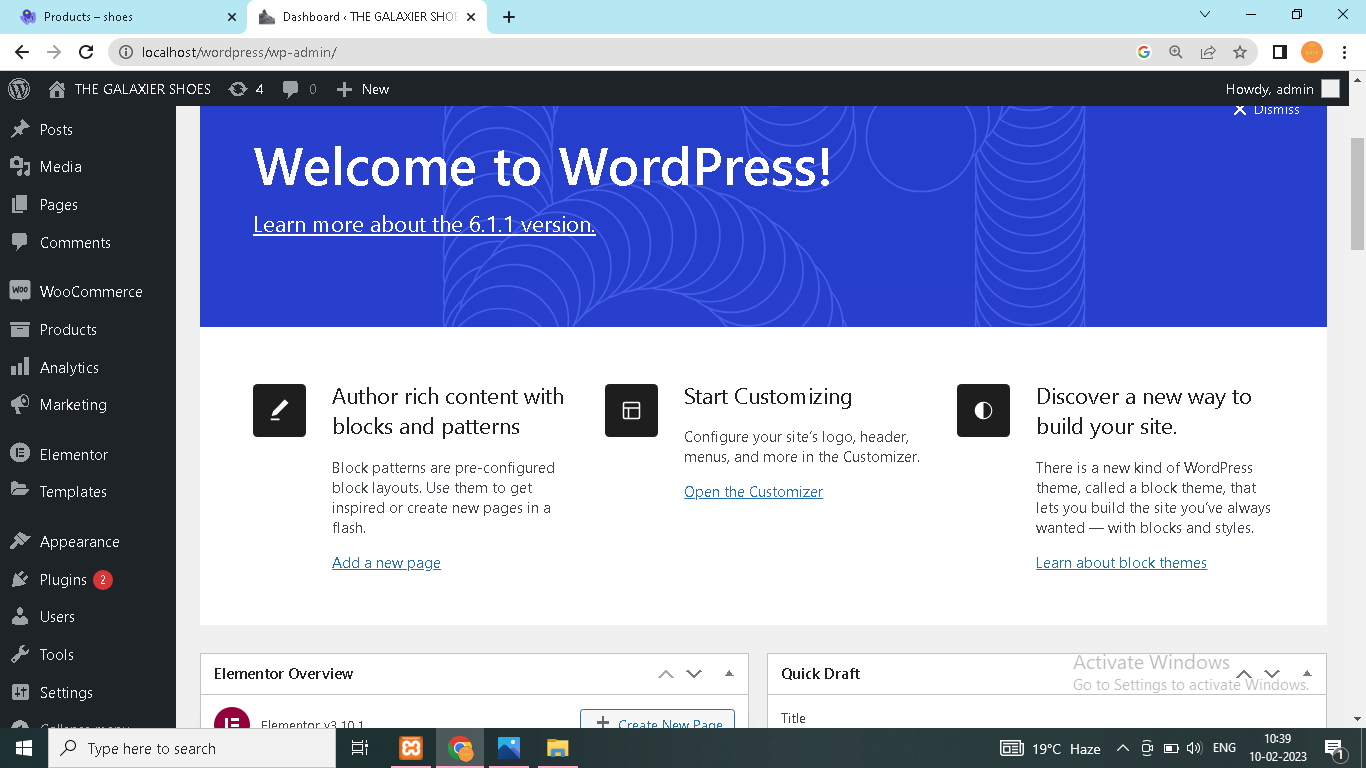 Products – shoes
Dashboard ‹ THE GALAXIER SHOES
localhost/wordpress/wp-admin/
THE GALAXIER SHOES
4
0
New
Howdy, admin
Posts
Media
Pages
Comments
WooCommerce
Products
Analytics
Marketing
Elementor
Templates
Appearance
Plugins 2
Users
Tools
Settings
Collapse menu
Dismiss
Welcome to WordPress!
Learn more about the 6.1.1 version.
Author rich content with
blocks and patterns
Block patterns are pre-configured
block layouts. Use them to get
inspired or create new pages in a
flash.
Add a new page
Start Customizing
Configure your site's logo, header,
menus, and more in the Customizer.
Open the Customizer
Discover a new way to
build your site.
There is a new kind of WordPress
theme, called a block theme, that
lets you build the site you've always
wanted — with blocks and styles.
Learn about block themes
Elementor Overview
Elementor v3.10.1
Create New Page
Quick Draft
Title
Activate Windows
Go to Settings to activate Windows.
Type here to search
19°C Haze
ENG
10:39
10-02-2023
1